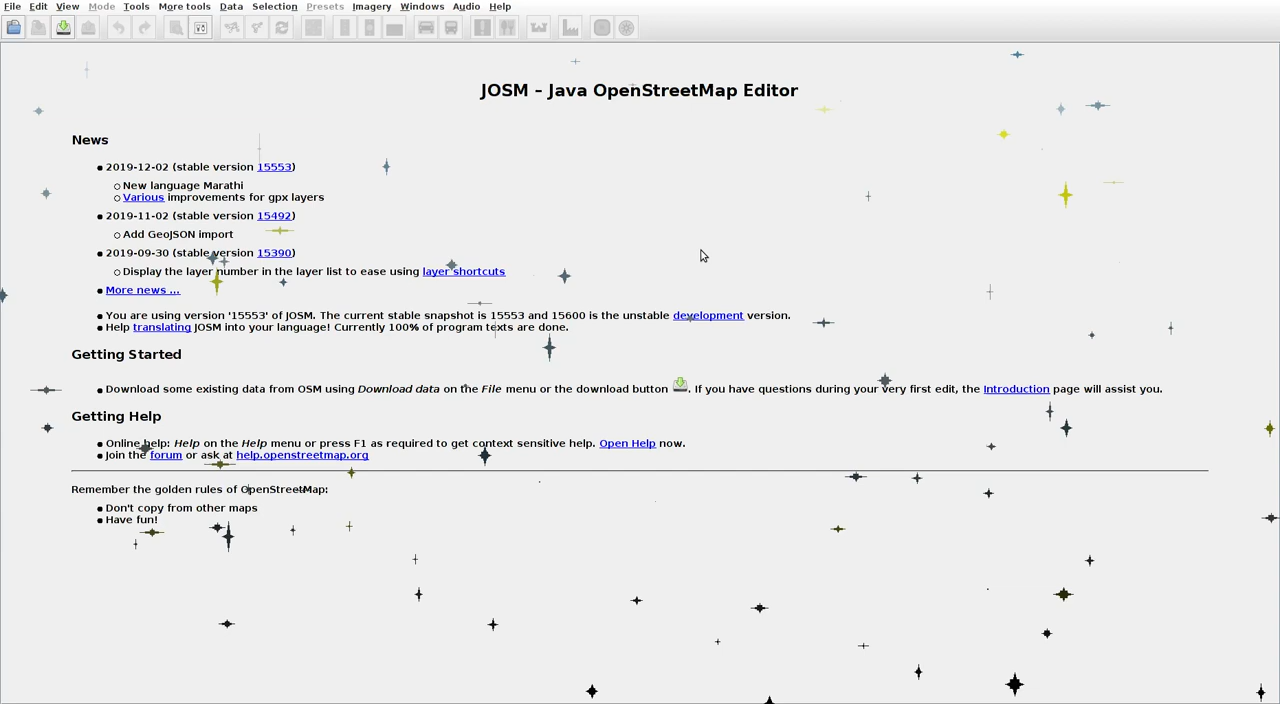 File Edit View Mode Tools More tools Data Selection Presets Imagery Windows Audio Help
JOSM – Java OpenStreetMap Editor
News
2019-12-02 (stable version 15553)
New language Marathi
Various improvements for gpx layers
2019-11-02 (stable version 15492)
Add GeoJSON import
2019-09-30 (stable version 15390)
Display the layer number in the layer list to ease using layer shortcuts
More news ...
You are using version '15553' of JOSM. The current stable snapshot is 15553 and 15600 is the unstable development version.
Help translating JOSM into your language! Currently 100% of program texts are done.
Getting Started
Download some existing data from OSM using Download data on the File menu or the download button . If you have questions during your very first edit, the Introduction page will assist you.
Getting Help
Online help: Help on the Help menu or press F1 as required to get context sensitive help. Open Help now.
Join the forum or ask at help.openstreetmap.org
Remember the golden rules of OpenStreetMap:
Don't copy from other maps
Have fun!